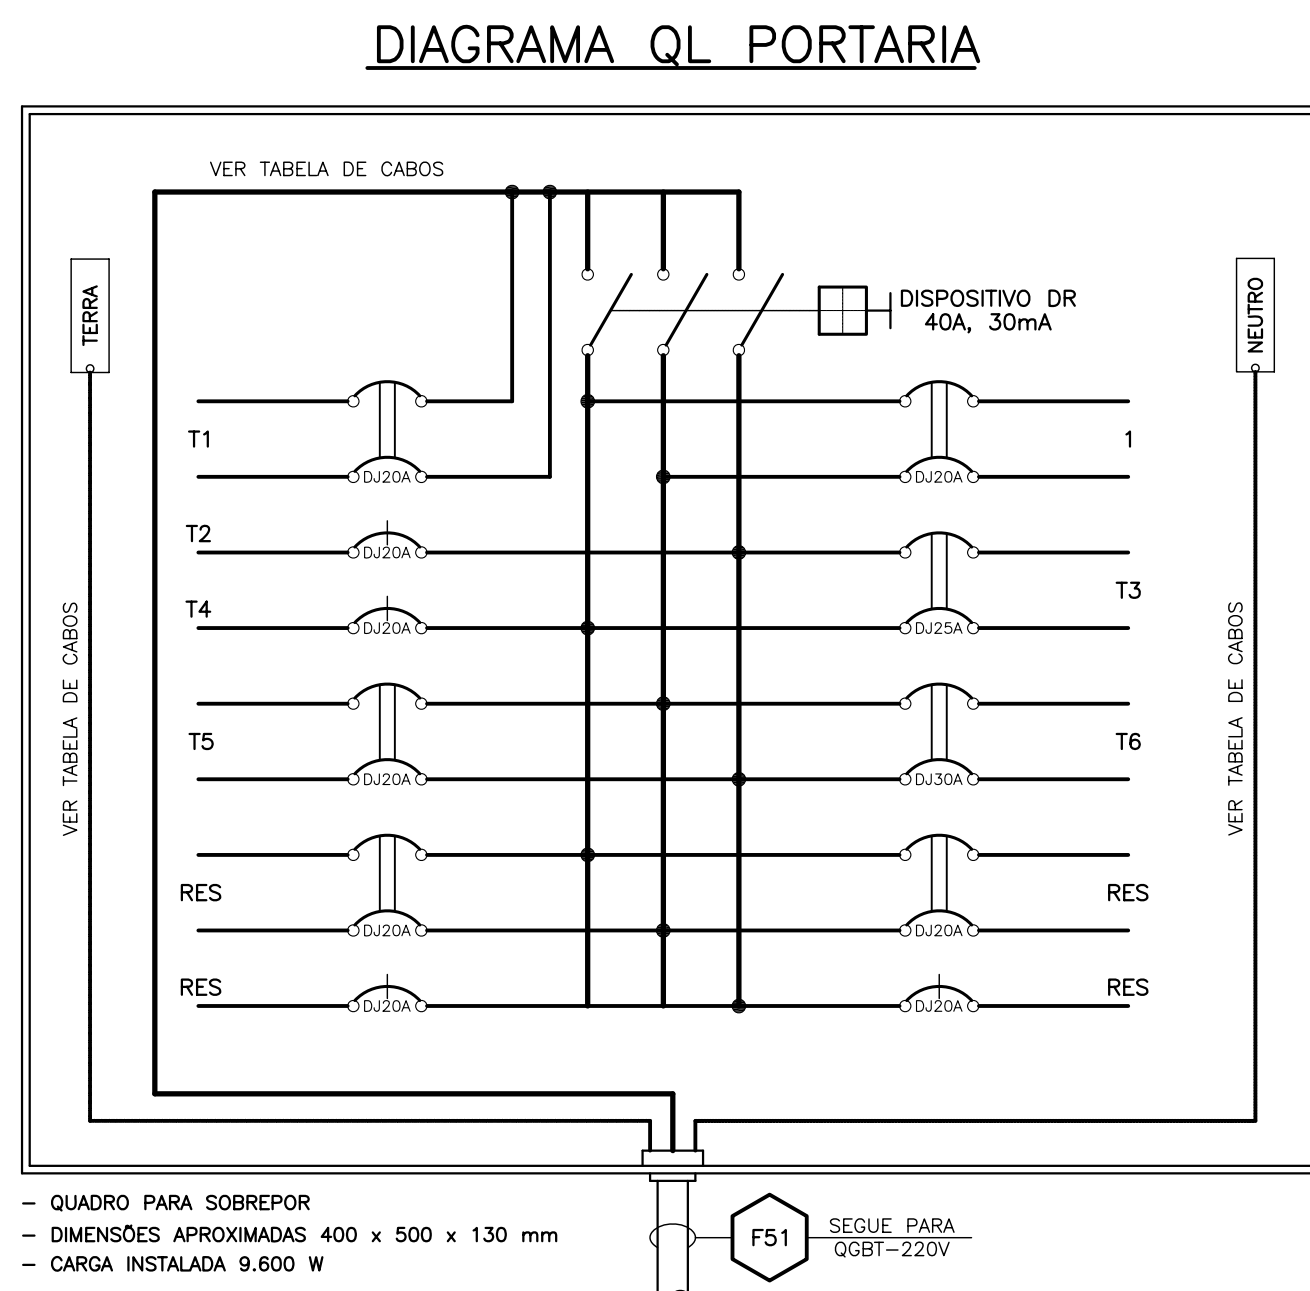 DIAGRAMA QL PORTARIA
VER TABELA DE CABOS
TERRA
NEUTRO
DISPOSITIVO DR
40A, 30mA
T1
DJ20A
1
DJ20A
T2
DJ20A
T4
DJ20A
T3
DJ25A
T5
DJ20A
T6
DJ30A
RES
DJ20A
RES
DJ20A
RES
DJ20A
RES
DJ20A
VER TABELA DE CABOS
VER TABELA DE CABOS
- QUADRO PARA SOBREPOR
- DIMENSÕES APROXIMADAS 400 x 500 x 130 mm
- CARGA INSTALADA 9.600 W
F51
SEGUE PARA
QGBT-220V